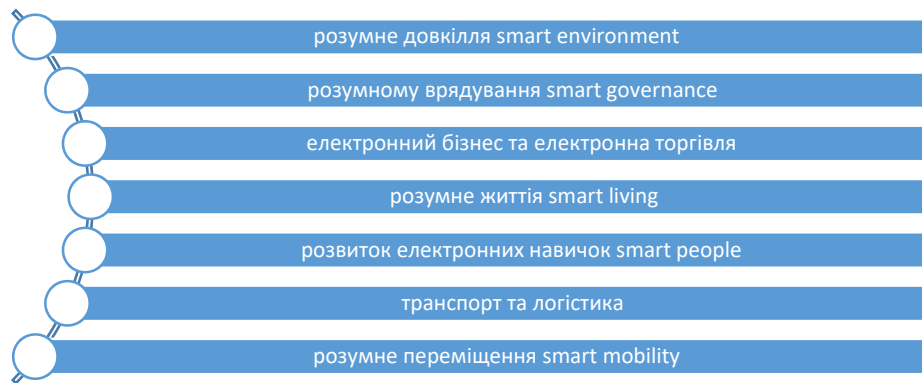 розумне довкілля smart environment
розумному врядування smart governance
електронний бізнес та електронна торгівля
розумне життія smart living
розвиток електронних навичок smart people
транспорт та логістика
розумне переміщення smart mobility